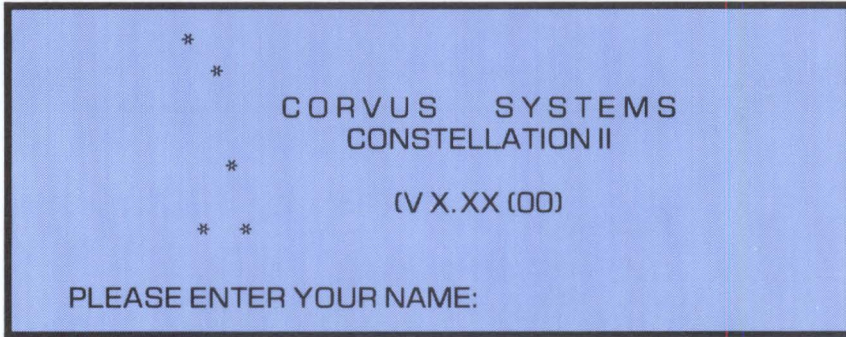 *
*
CORVUS SYSTEMS
CONSTELLATION II
*
(V X.XX (00)
* *
PLEASE ENTER YOUR NAME: